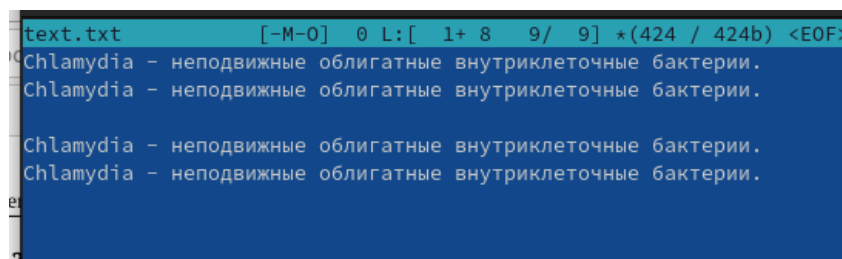 text.txt [-M-O] 0 L:[ 1+ 8 9/ 9] *(424 / 424b) <EOF>
Chlamydia - неподвижные облигатные внутриклеточные бактерии.
Chlamydia - неподвижные облигатные внутриклеточные бактерии.
Chlamydia - неподвижные облигатные внутриклеточные бактерии.
Chlamydia - неподвижные облигатные внутриклеточные бактерии.